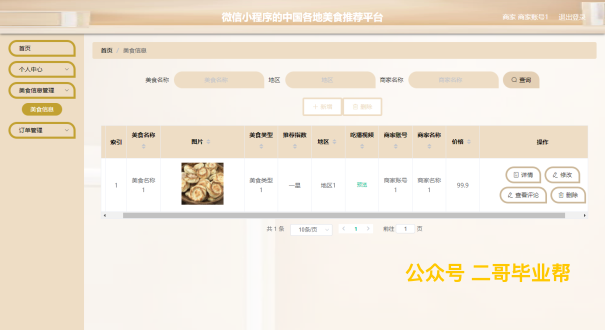 微信小程序的中国各地美食推荐平台
商家 商家账号1 退出登录
首页
个人中心
美食信息管理
美食信息
订单管理
首页 / 美食信息
美食名称 美食名称 地区 地区 商家名称 商家名称 查询
+ 新增 删除
索引 美食名称 图片 美食类型 推荐指数 地区 吃播视频 商家账号 商家名称 价格 操作
1 美食名称1 美食类型1 一星 地区1 商家账号1 商家名称1 99.9 详情 修改
查看评论 删除
共 1 条 10条/页 1 前往 1 页
公众号 二哥毕业帮